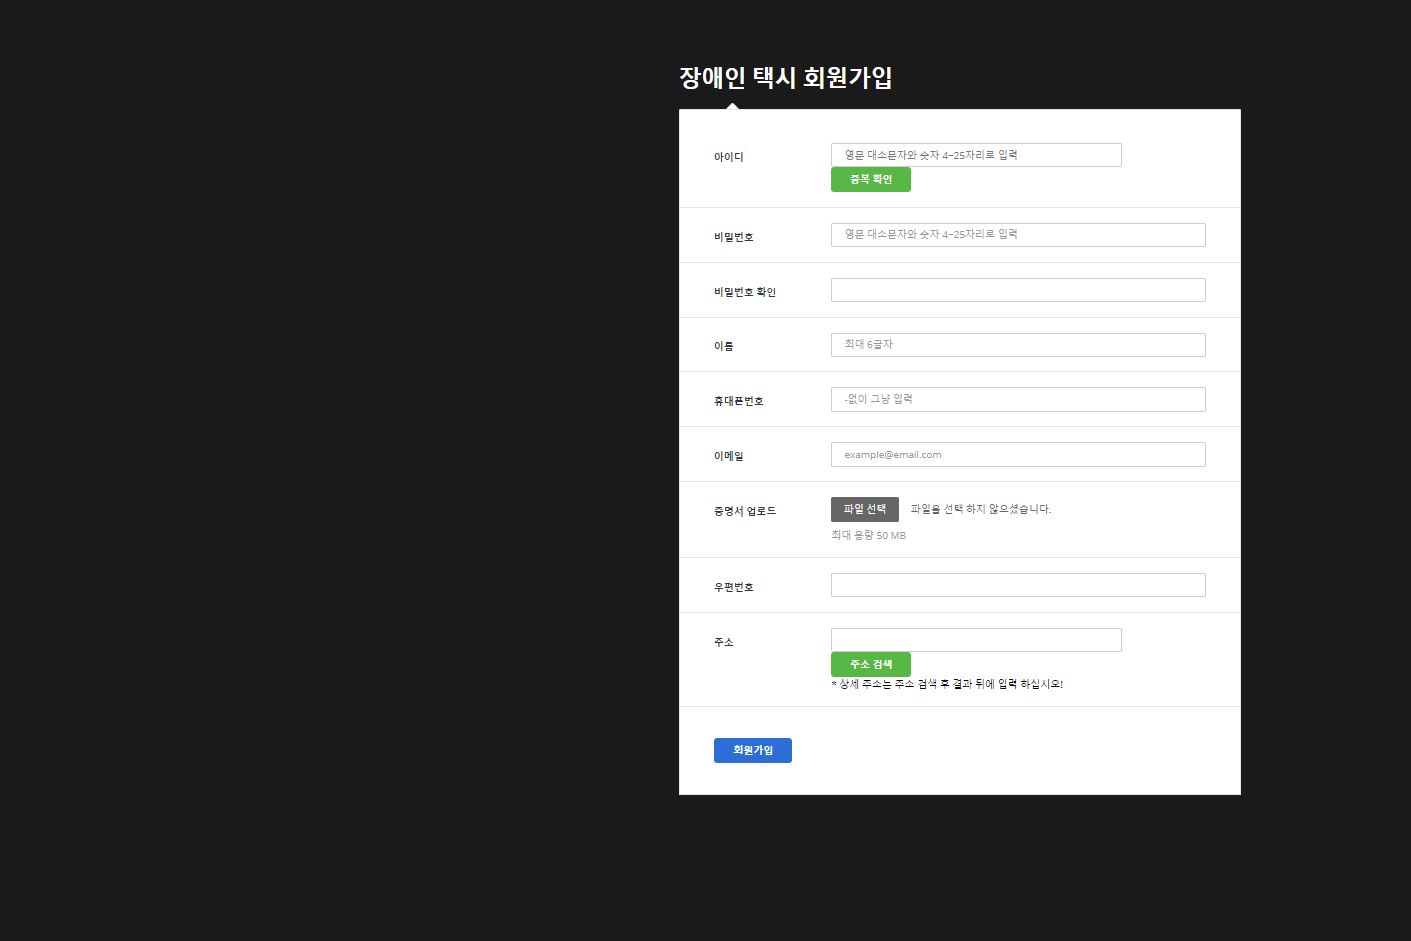 장애인 택시 회원가입
아이디
영문 대소문자와 숫자 4~25자리로 입력
중복 확인
비밀번호
영문 대소문자와 숫자 4~25자리로 입력
비밀번호 확인
이름
최대 6글자
휴대폰번호
-없이 그냥 입력
이메일
example@email.com
증명서 업로드
파일 선택 파일을 선택 하지 않으셨습니다.
최대 용량 50 MB
우편번호
주소
주소 검색
* 상세 주소는 주소 검색 후 결과 뒤에 입력 하십시오!
회원가입